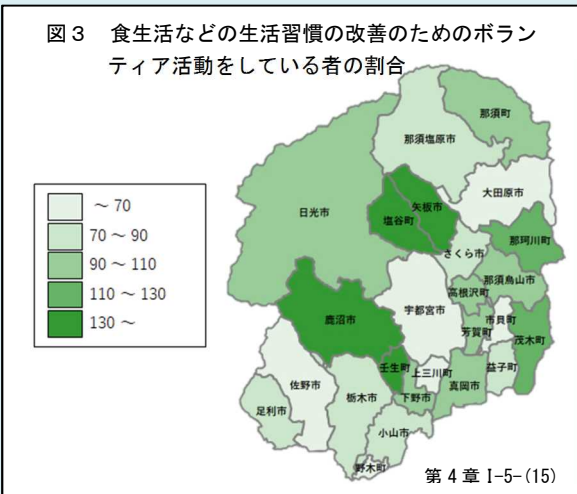 図3 食生活などの生活習慣の改善のためのボラン
ティア活動をしている者の割合
～70
70～90
90～110
110～130
130～
那須町
那須塩原市
大田原市
矢板市
日光市
塩谷町
那珂川町
さくら市
那須烏山市
高根沢町
宇都宮市
市貝町
鹿沼市
芳賀町
茂木町
壬生町
上三川町
益子町
真岡市
佐野市
栃木市
下野市
足利市
小山市
野木町
第4章Ⅰ-5-(15)